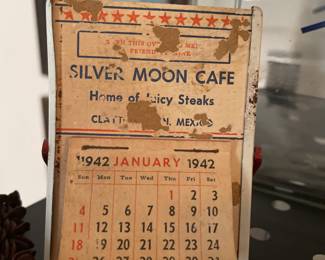 THIS
SILVER MOON CAFE
Home of Juicy Steaks
CLAYTON, N. MEXICO
1942 JANUARY 1942
Sun Mon Tue Wed Thu Fri Sat
1 2 3
4 5 6 7 8 9 10
11 12 13 14 15 16 17
18 19 20 21 22 23 24